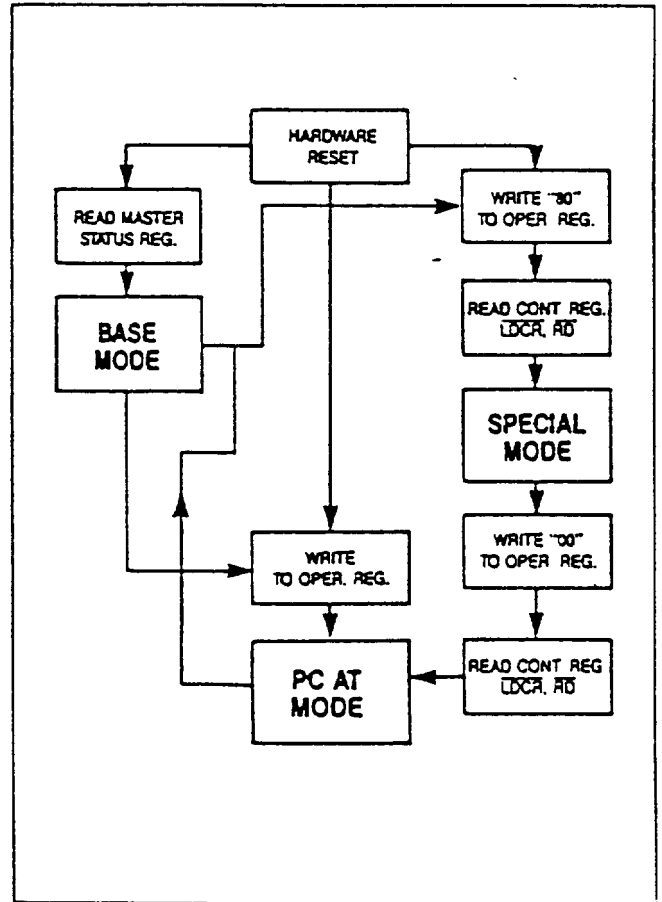 HARDWARE
RESET
READ MASTER
STATUS REG.
WRITE "80"
TO OPER REG.
BASE
MODE
READ CONT REG.
LDCR, RD
SPECIAL
MODE
WRITE "00"
TO OPER REG.
WRITE
TO OPER. REG.
PC AT
MODE
READ CONT REG
LDCR, RD